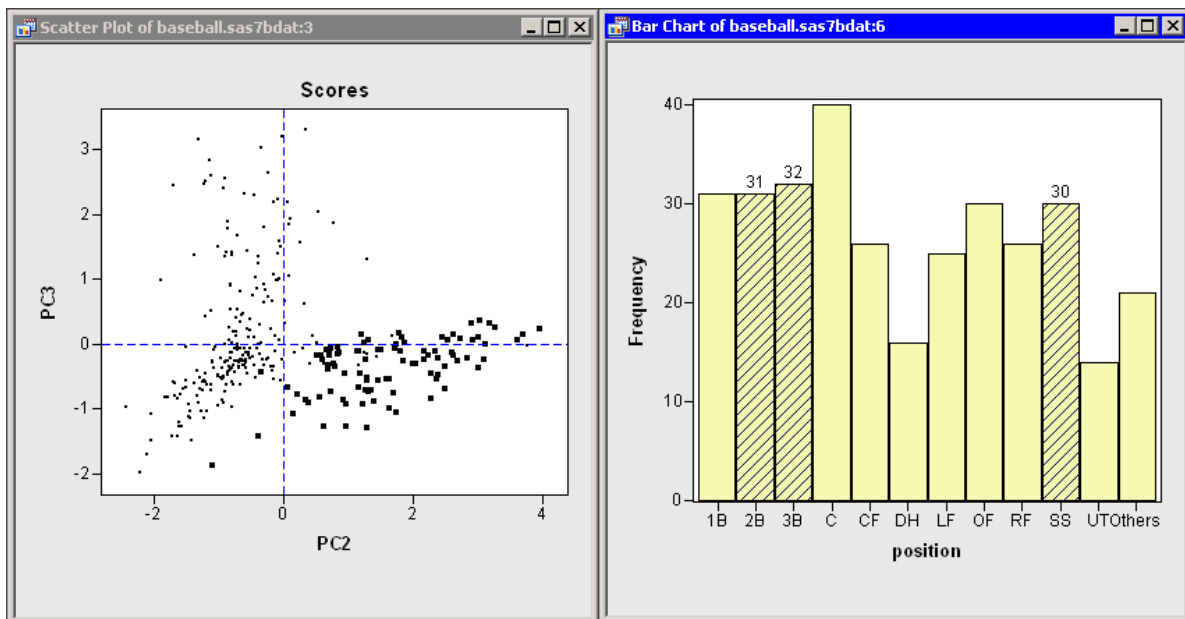 Scatter Plot of baseball.sas7bdat:3
Scores
3
2
1
0
-1
-2
PC3
-2 0 2 4
PC2
Bar Chart of baseball.sas7bdat:6
40
30
20
10
0
Frequency
31 32 30
1B 2B 3B C CF DH LF OF RF SS UTOthers
position